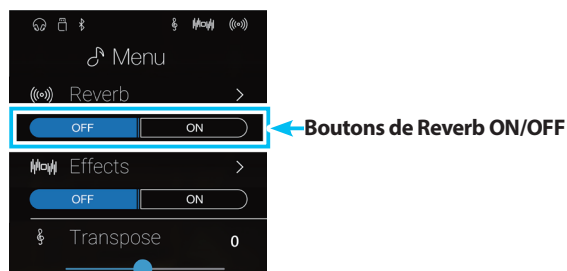 Menu
Reverb
OFF ON
Boutons de Reverb ON/OFF
Effects
OFF ON
Transpose 0